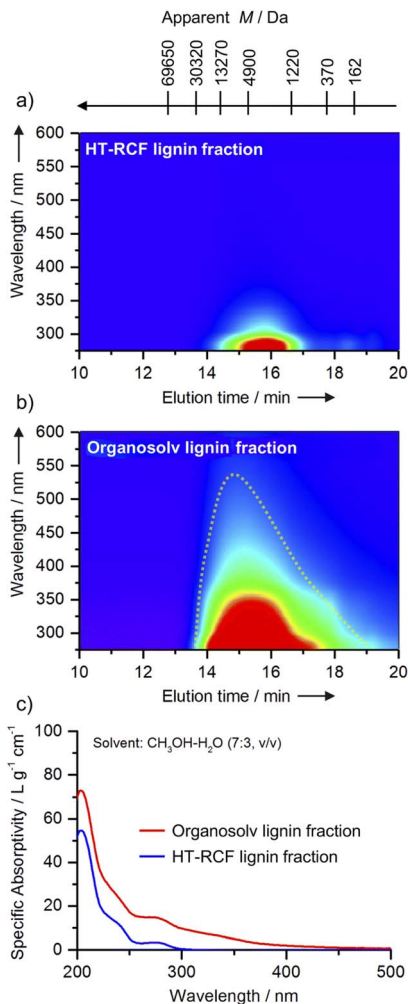 Apparent M / Da
69650 30320 13270 4900 1220 370 162
a)
HT-RCF lignin fraction
Wavelength / nm
600
550
500
450
400
350
300
10 12 14 16 18 20
Elution time / min
b)
Organosolv lignin fraction
Wavelength / nm
600
550
500
450
400
350
300
10 12 14 16 18 20
Elution time / min
c)
Solvent: CH₃OH-H₂O (7:3, v/v)
Organosolv lignin fraction
HT-RCF lignin fraction
Specific Absorptivity / L g⁻¹ cm⁻¹
100
80
60
40
20
0
200 300 400 500
Wavelength / nm